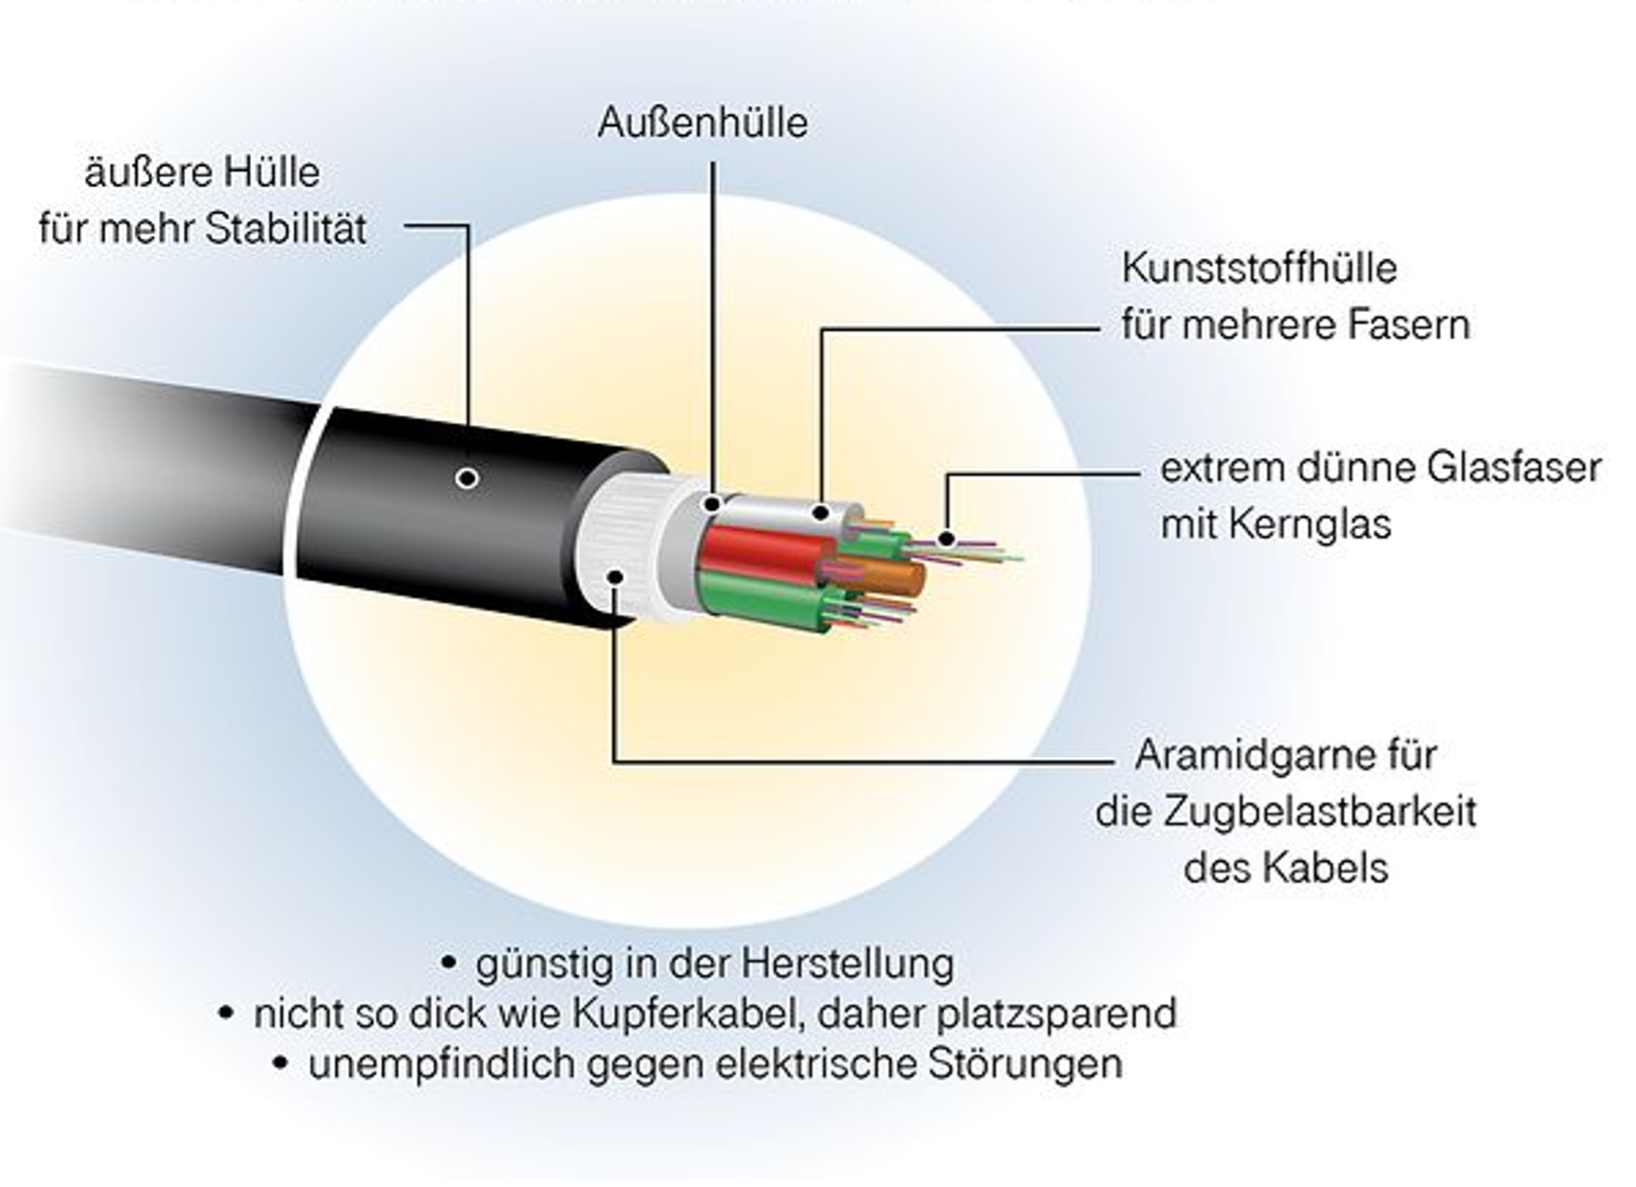 Außenhülle
äußere Hülle
für mehr Stabilität
Kunststoffhülle
für mehrere Fasern
extrem dünne Glasfaser
mit Kernglas
Aramidgarne für
die Zugbelastbarkeit
des Kabels
• günstig in der Herstellung
• nicht so dick wie Kupferkabel, daher platzsparend
• unempfindlich gegen elektrische Störungen